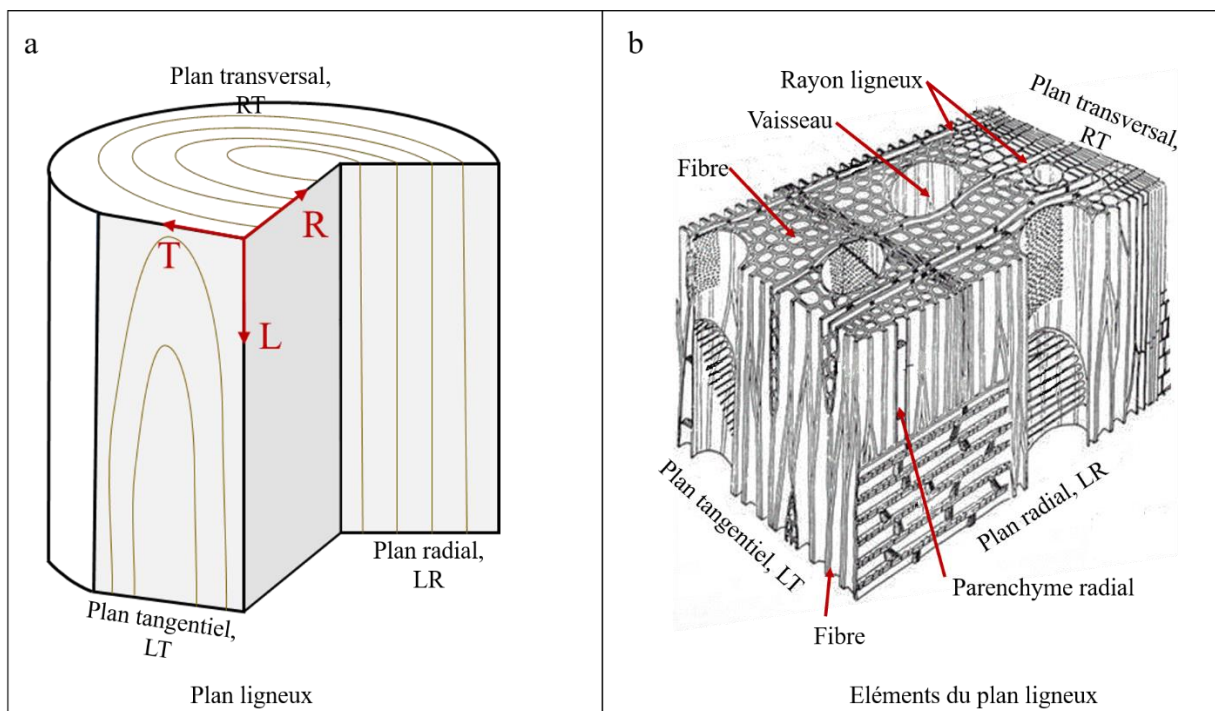 a
Plan transversal,
RT
R
T
L
Plan radial,
LR
Plan tangentiel,
LT
Plan ligneux
b
Rayon ligneux
Vaisseau
Fibre
Plan transversal,
RT
Plan tangentiel, LT
Plan radial, LR
Parenchyme radial
Fibre
Eléments du plan ligneux